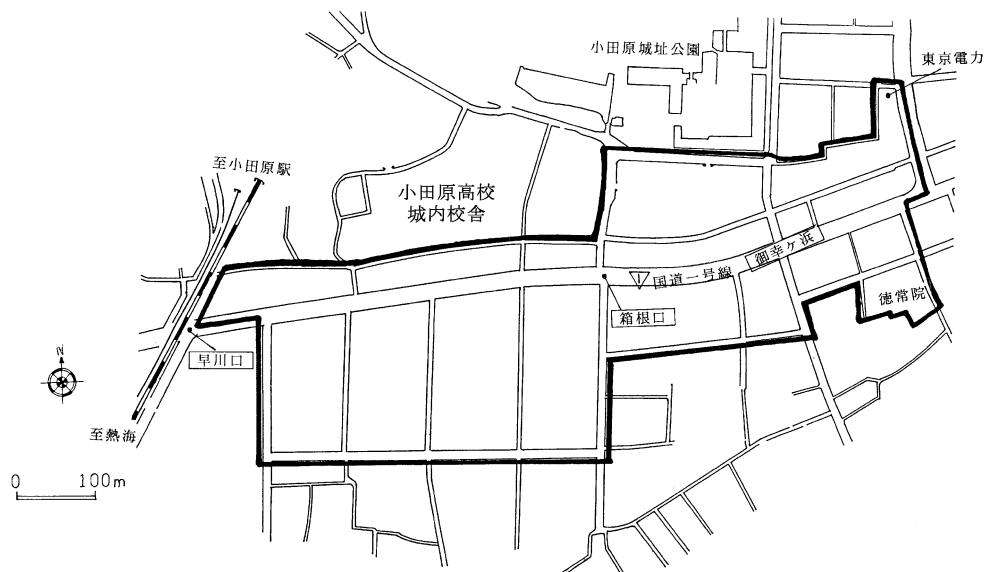 小田原城址公園
東京電力
至小田原駅
小田原高校
城内校舎
御幸ヶ浜
1
国道一号線
徳常院
箱根口
早川口
N
至熱海
0 100m